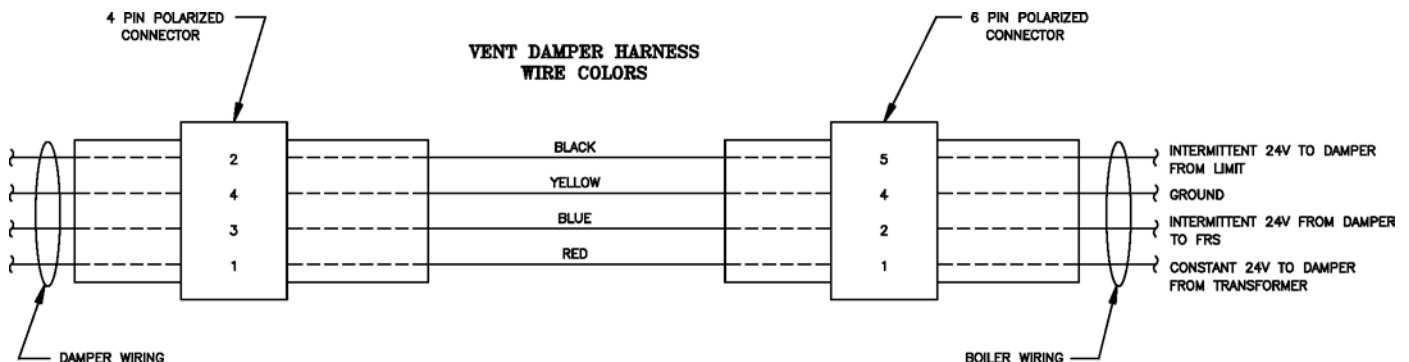 4 PIN POLARIZED
CONNECTOR
6 PIN POLARIZED
CONNECTOR
VENT DAMPER HARNESS
WIRE COLORS
2
BLACK
5
INTERMITTENT 24V TO DAMPER
FROM LIMIT
4
YELLOW
4
GROUND
3
BLUE
2
INTERMITTENT 24V FROM DAMPER
TO FRS
1
RED
1
CONSTANT 24V TO DAMPER
FROM TRANSFORMER
DAMPER WIRING
BOILER WIRING